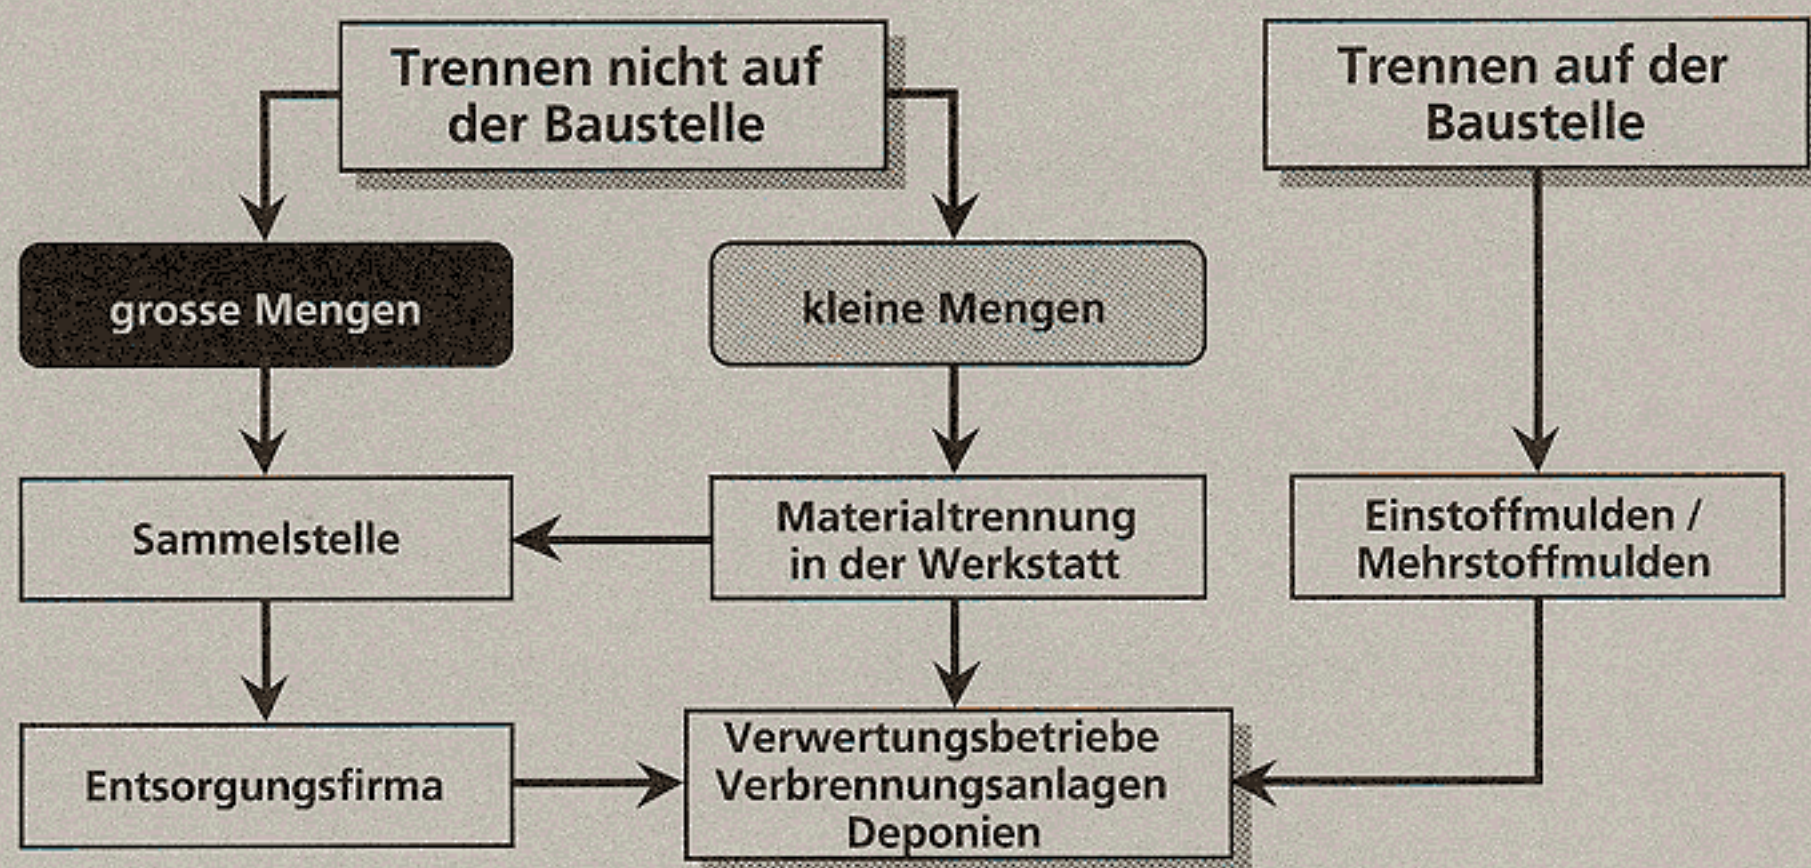 Trennen nicht auf
der Baustelle
Trennen auf der
Baustelle
grosse Mengen
kleine Mengen
Sammelstelle
Materialtrennung
in der Werkstatt
Einstoffmulden /
Mehrstoffmulden
Entsorgungsfirma
Verwertungsbetriebe
Verbrennungsanlagen
Deponien